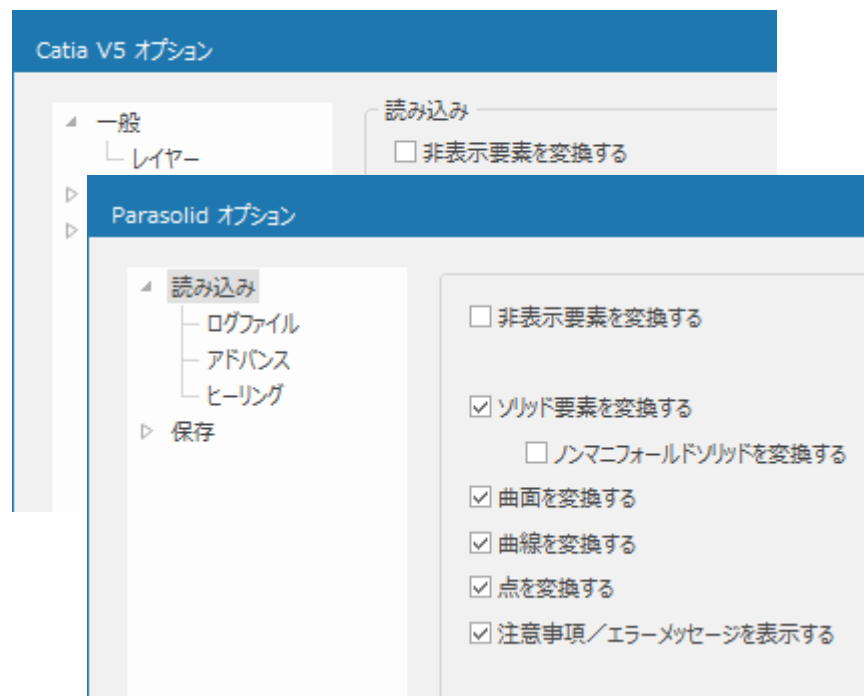 Catia V5 オプション
一般
レイヤー
読み込み
非表示要素を変換する
Parasolid オプション
読み込み
ログファイル
アドバンス
ヒーリング
保存
非表示要素を変換する
ソリッド要素を変換する
ノンマニフォールドソリッドを変換する
曲面を変換する
曲線を変換する
点を変換する
注意事項／エラーメッセージを表示する